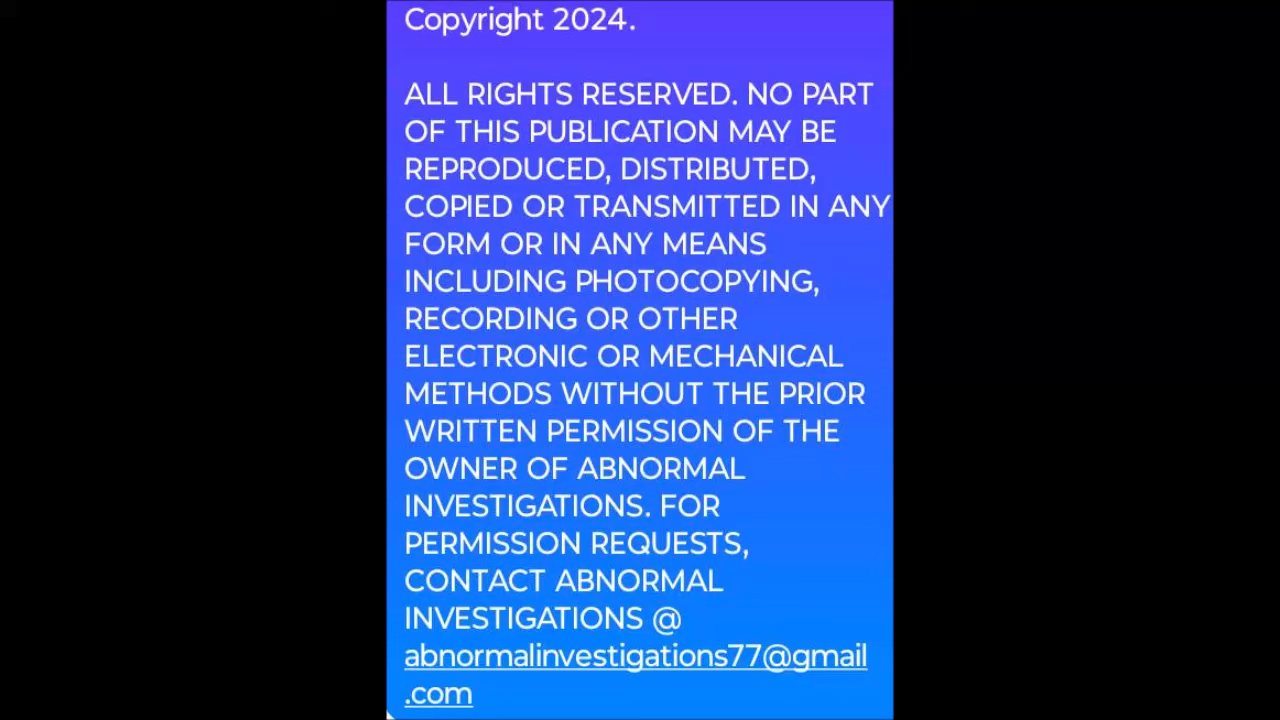 Copyright 2024.
ALL RIGHTS RESERVED. NO PART
OF THIS PUBLICATION MAY BE
REPRODUCED, DISTRIBUTED,
COPIED OR TRANSMITTED IN ANY
FORM OR IN ANY MEANS
INCLUDING PHOTOCOPYING,
RECORDING OR OTHER
ELECTRONIC OR MECHANICAL
METHODS WITHOUT THE PRIOR
WRITTEN PERMISSION OF THE
OWNER OF ABNORMAL
INVESTIGATIONS. FOR
PERMISSION REQUESTS,
CONTACT ABNORMAL
INVESTIGATIONS @
abnormalinvestigations77@gmail
.com